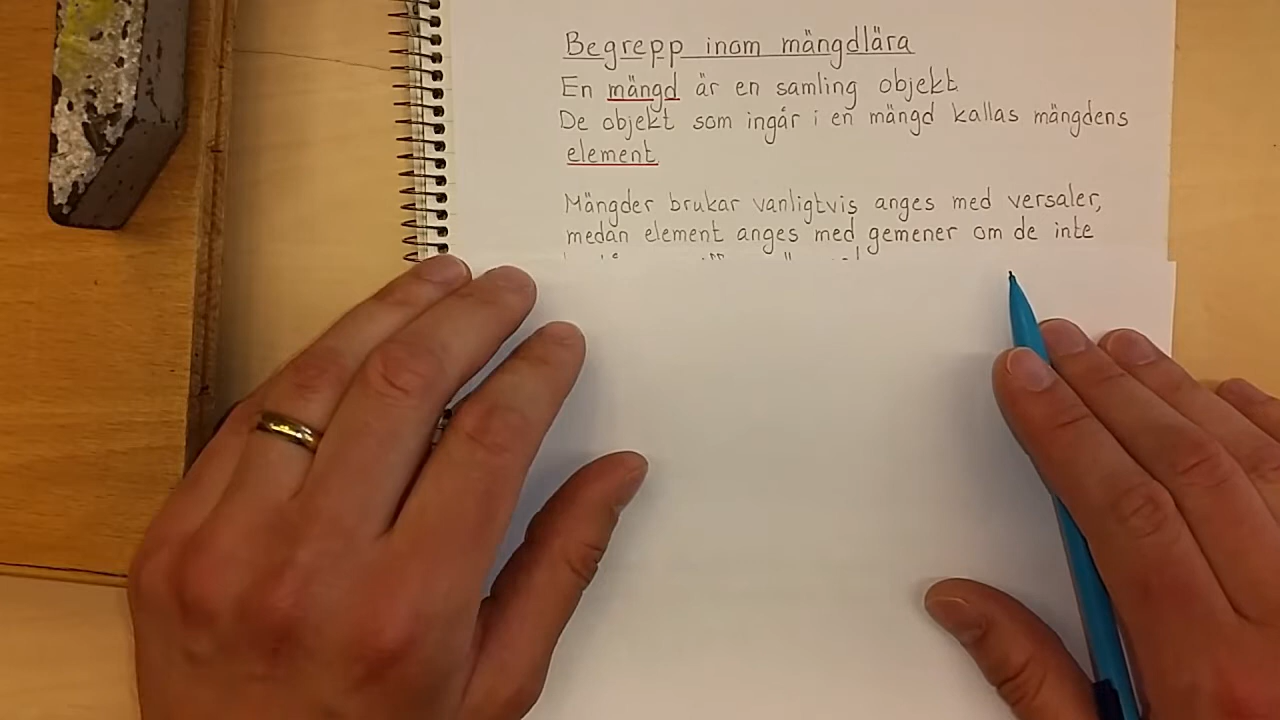 Begrepp inom mängdlära
En mängd är en samling objekt
De objekt som ingår i en mängd kallas mängdens
element.
Mängder brukar vanligtvis anges med versaler,
medan element anges med gemener om de inte